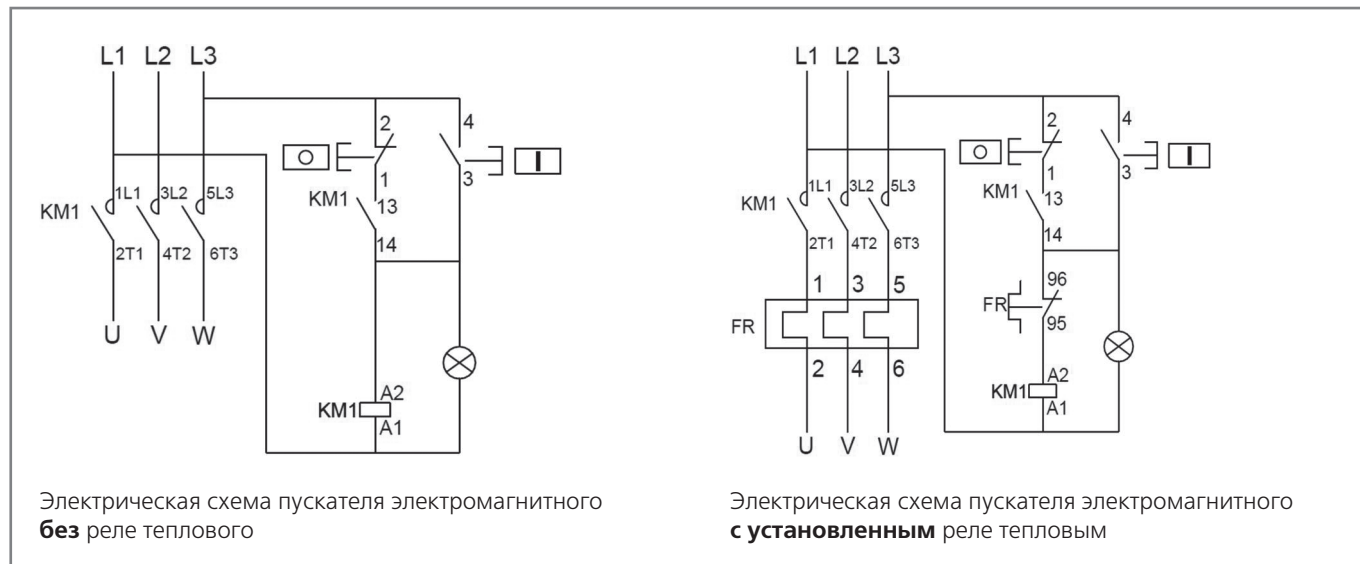 L1 L2 L3
2
4
O
I
1
3
1L1 3L2 5L3
KM1
KM1
13
2T1 4T2 6T3
14
U V W
A2
KM1
A1
Электрическая схема пускателя электромагнитного
без реле теплового
L1 L2 L3
2
4
O
I
1
3
1L1 3L2 5L3
KM1
KM1
13
2T1 4T2 6T3
14
1 3 5
96
FR
FR
95
2 4 6
A2
KM1
A1
U V W
Электрическая схема пускателя электромагнитного
с установленным реле тепловым